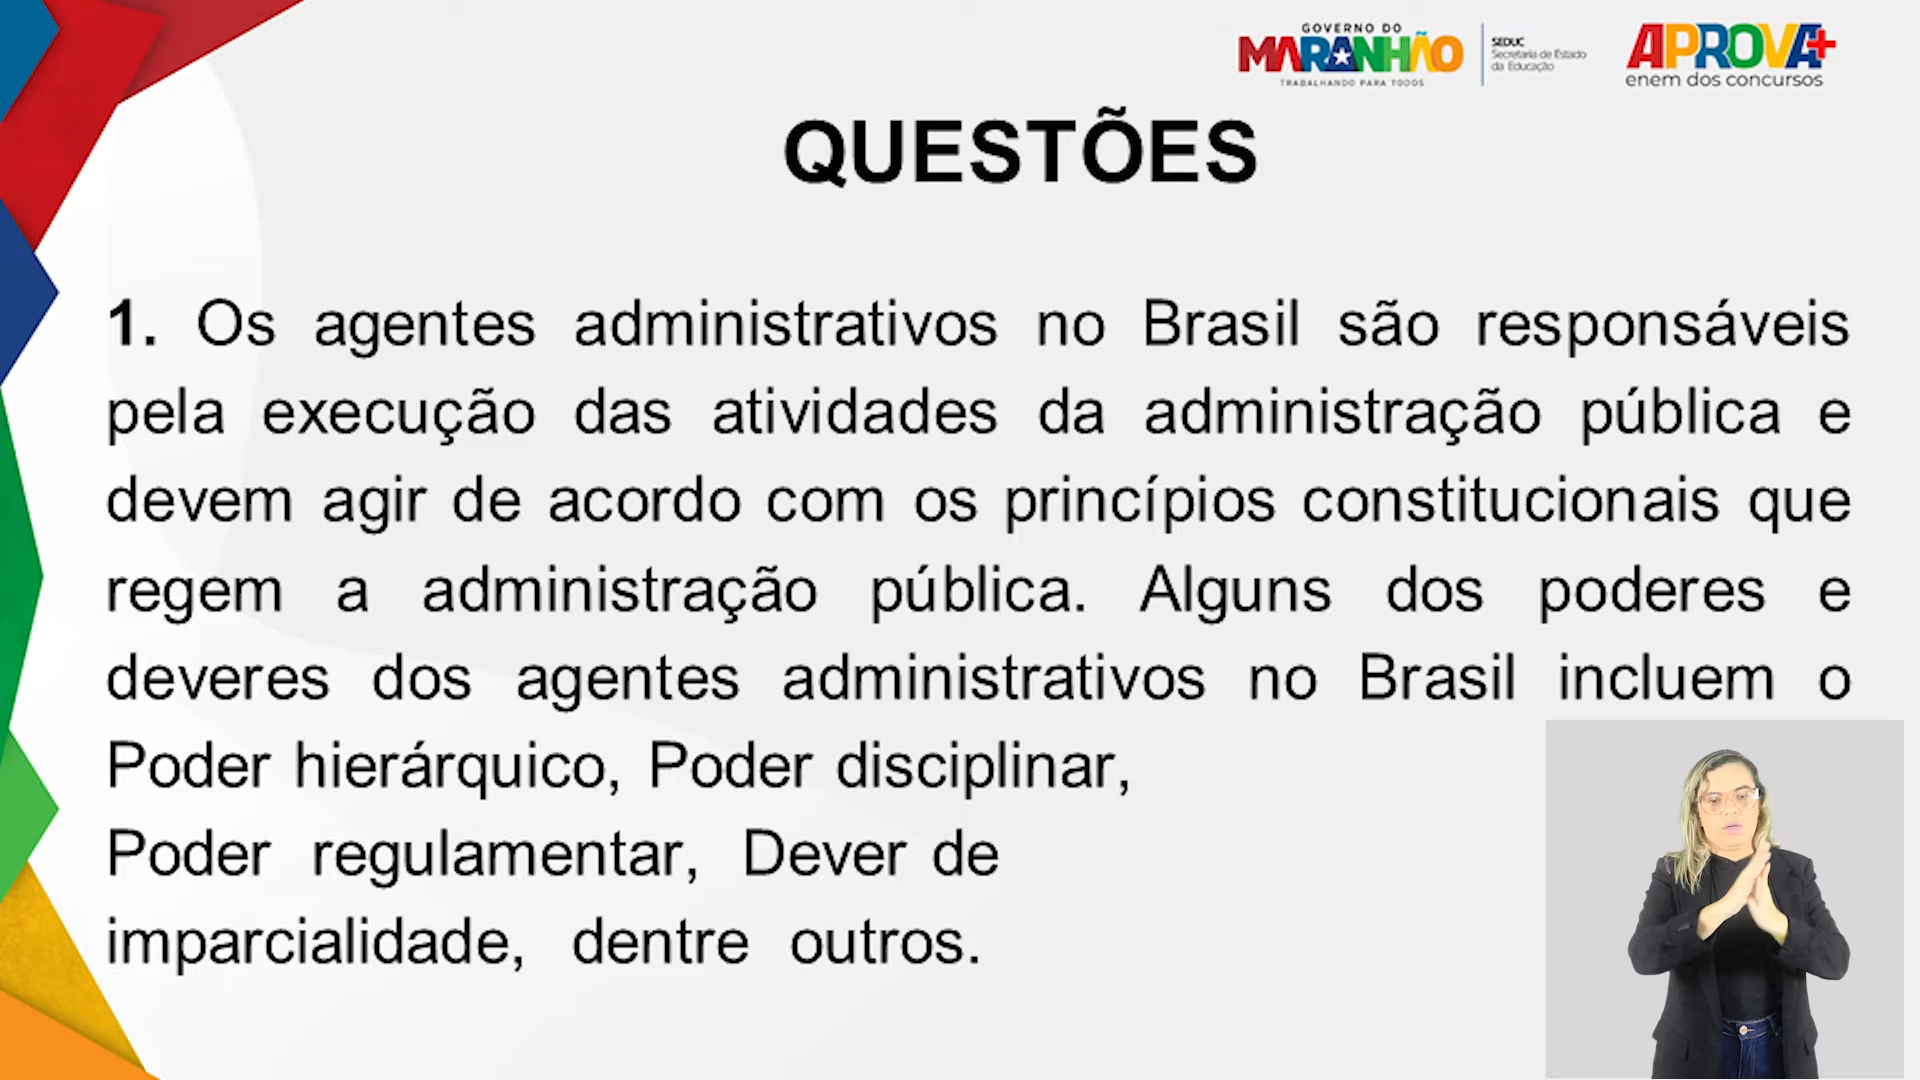 GOVERNO DO
MARANHÃO
TRABALHANDO PARA TODOS
SEDUC
Secretaria de Estado
da Educação
APROVA+
enem dos concursos
QUESTÕES
1. Os agentes administrativos no Brasil são responsáveis
pela execução das atividades da administração pública e
devem agir de acordo com os princípios constitucionais que
regem a administração pública. Alguns dos poderes e
deveres dos agentes administrativos no Brasil incluem o
Poder hierárquico, Poder disciplinar,
Poder regulamentar, Dever de
imparcialidade, dentre outros.